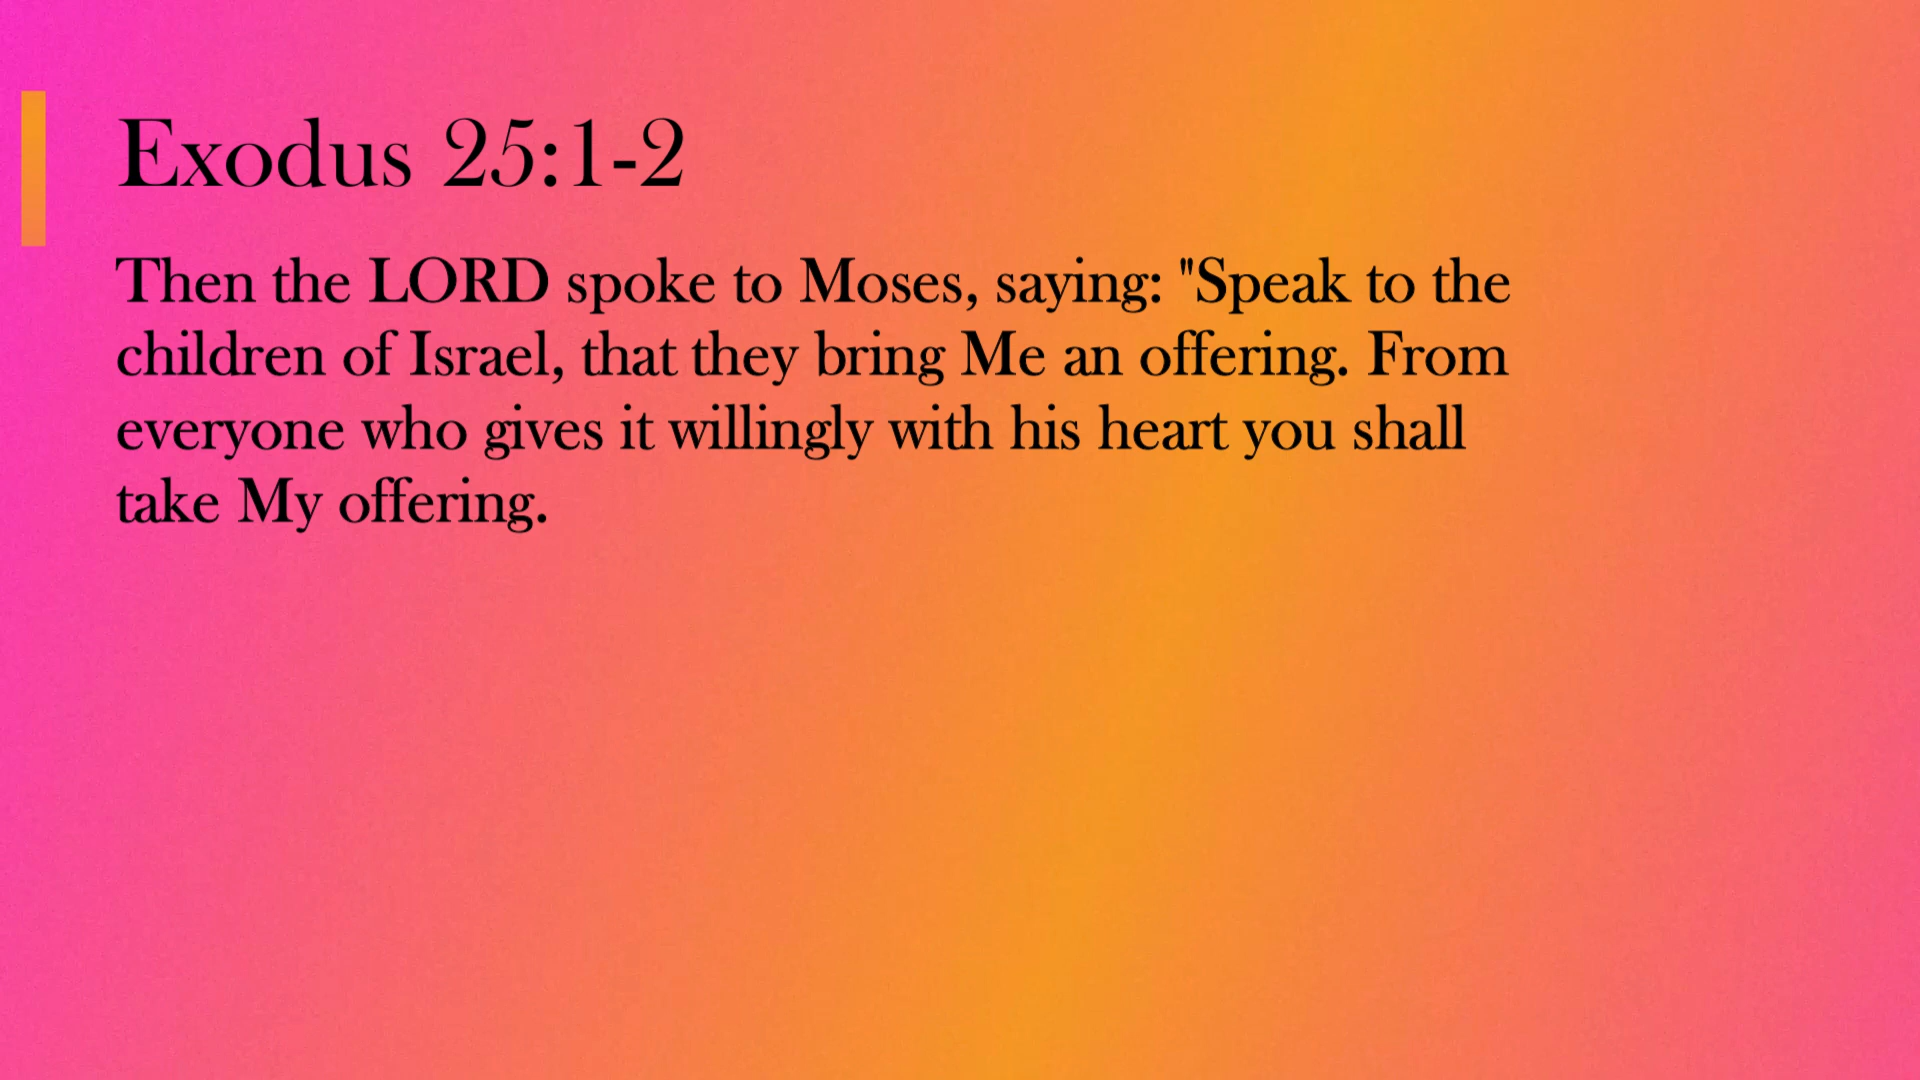 Exodus 25:1-2
Then the LORD spoke to Moses, saying: "Speak to the
children of Israel, that they bring Me an offering. From
everyone who gives it willingly with his heart you shall
take My offering.